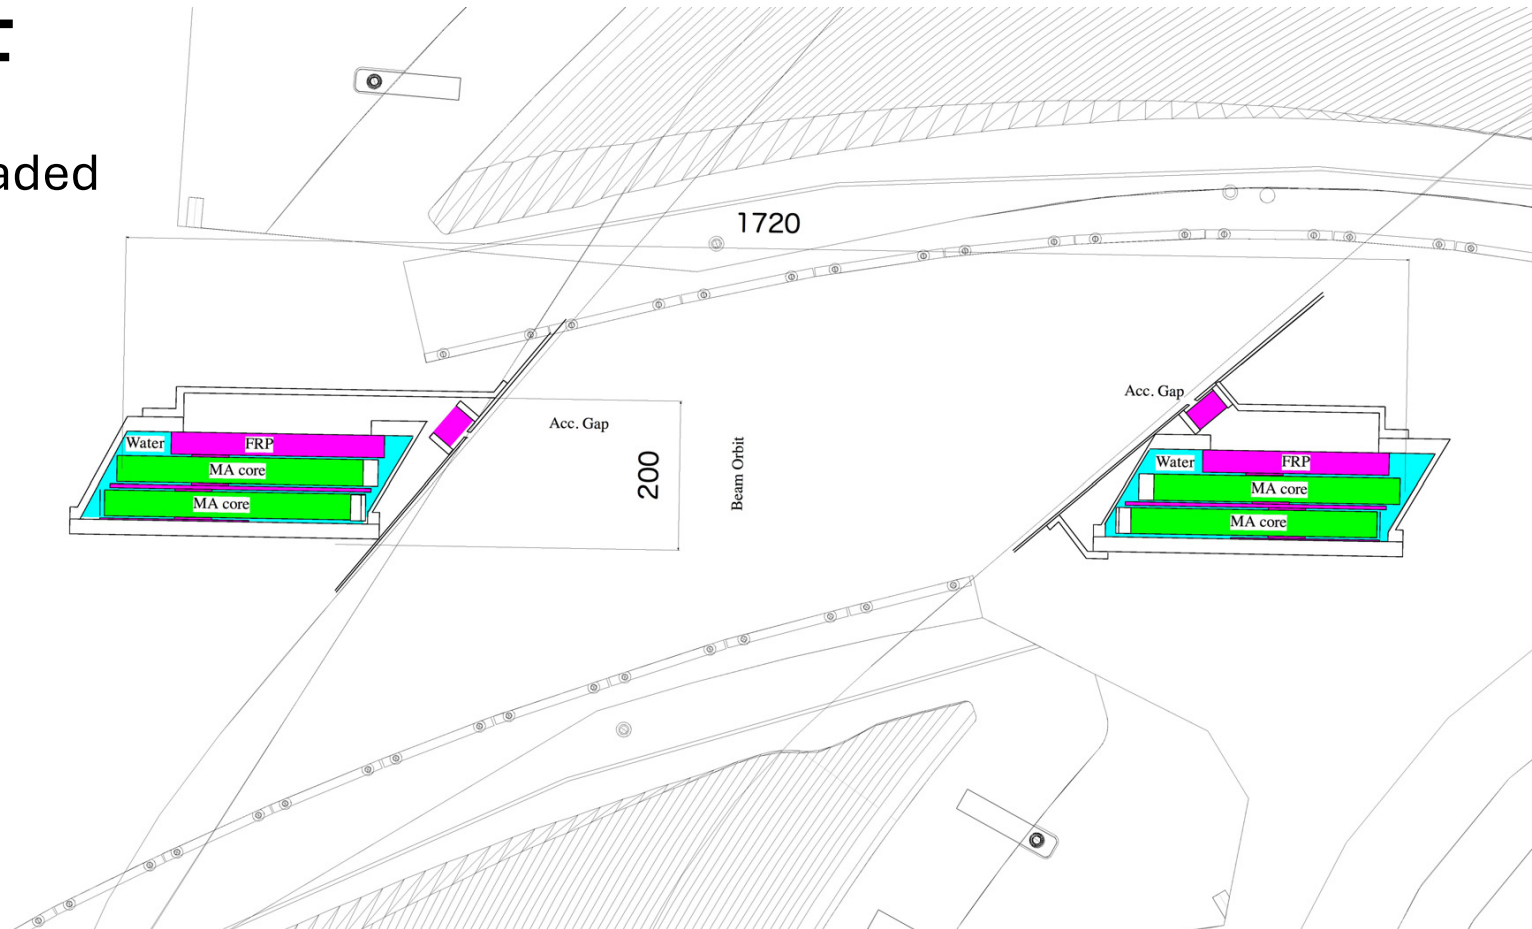 aded
1720
Acc. Gap
Acc. Gap
200
Beam Orbit
Water
FRP
MA core
MA core
Water
FRP
MA core
MA core